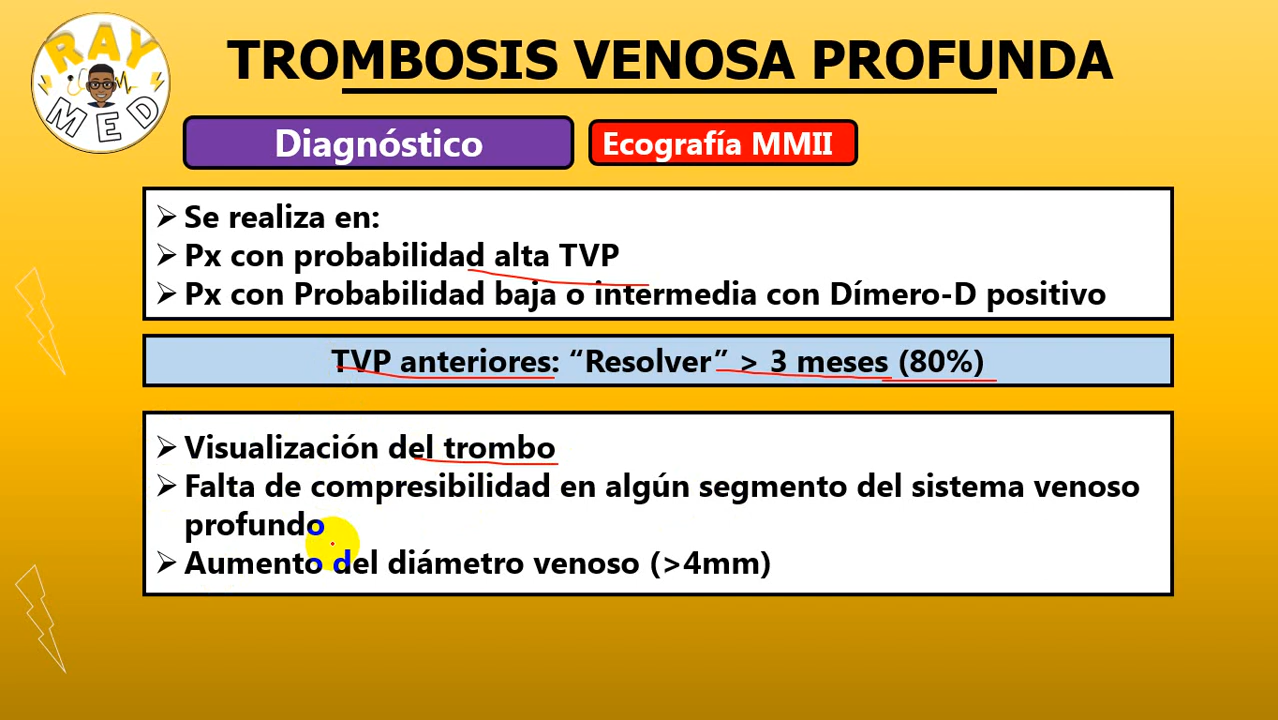 RAY
MED
TROMBOSIS VENOSA PROFUNDA
Diagnóstico
Ecografía MMII
➢ Se realiza en:
➢ Px con probabilidad alta TVP
➢ Px con Probabilidad baja o intermedia con Dímero-D positivo
TVP anteriores: “Resolver” > 3 meses (80%)
➢ Visualización del trombo
➢ Falta de compresibilidad en algún segmento del sistema venoso
profundo
➢ Aumento del diámetro venoso (>4mm)